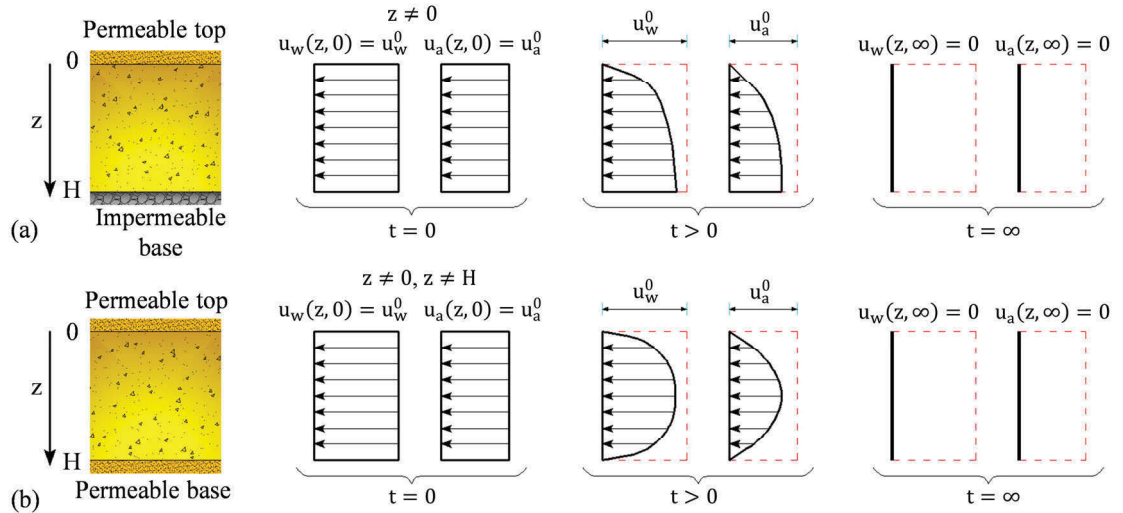 z ≠ 0
Permeable top
u_w(z, 0) = u_w^0 u_a(z, 0) = u_a^0
u_w^0 u_a^0
u_w(z, ∞) = 0 u_a(z, ∞) = 0
0
z
H
Impermeable
base
(a)
t = 0
t > 0
t = ∞
z ≠ 0, z ≠ H
Permeable top
u_w(z, 0) = u_w^0 u_a(z, 0) = u_a^0
u_w^0 u_a^0
u_w(z, ∞) = 0 u_a(z, ∞) = 0
0
z
H
Permeable base
(b)
t = 0
t > 0
t = ∞